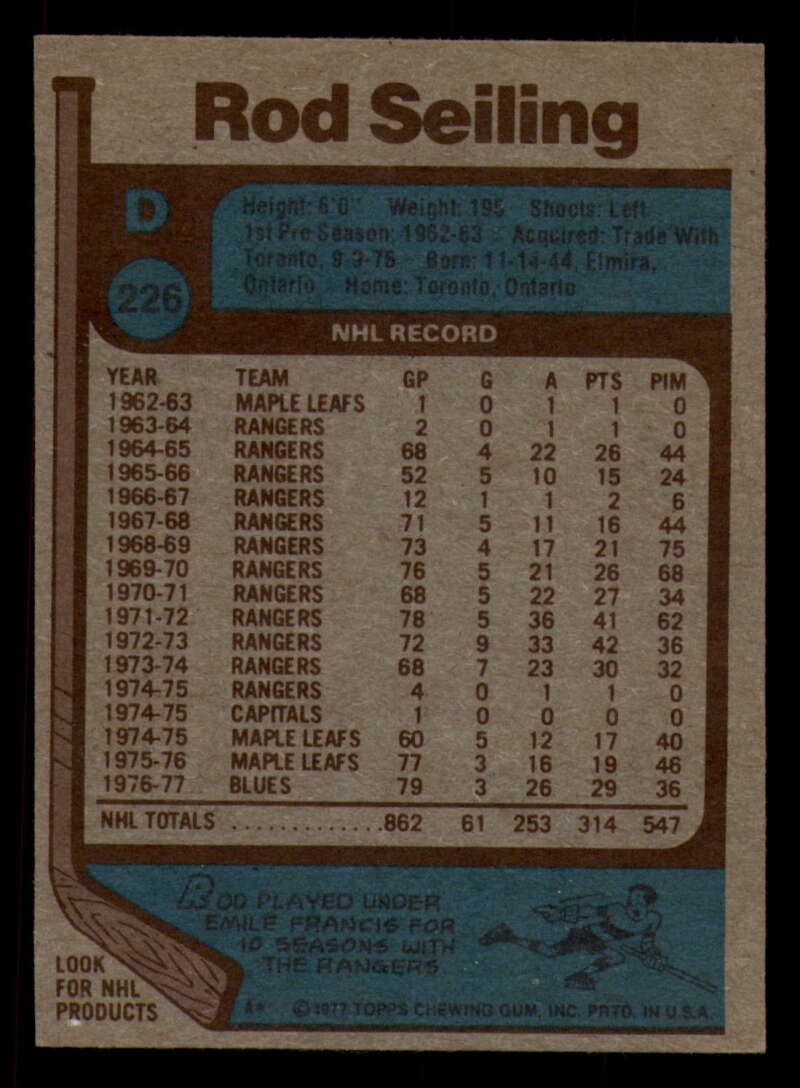 Rod Seiling
D
226
Height: 6'0" Weight: 195 Shoots: Left
1st Pro Season: 1962-63 Acquired: Trade With
Toronto, 9-9-75 Born: 11-14-44, Elmira,
Ontario Home: Toronto, Ontario
NHL RECORD
YEAR TEAM GP G A PTS PIM
1962-63 MAPLE LEAFS 1 0 1 1 0
1963-64 RANGERS 2 0 1 1 0
1964-65 RANGERS 68 4 22 26 44
1965-66 RANGERS 52 5 10 15 24
1966-67 RANGERS 12 1 1 2 6
1967-68 RANGERS 71 5 11 16 44
1968-69 RANGERS 73 4 17 21 75
1969-70 RANGERS 76 5 21 26 68
1970-71 RANGERS 68 5 22 27 34
1971-72 RANGERS 78 5 36 41 62
1972-73 RANGERS 72 9 33 42 36
1973-74 RANGERS 68 7 23 30 32
1974-75 RANGERS 4 0 1 1 0
1974-75 CAPITALS 1 0 0 0 0
1974-75 MAPLE LEAFS 60 5 12 17 40
1975-76 MAPLE LEAFS 77 3 16 19 46
1976-77 BLUES 79 3 26 29 36
NHL TOTALS .............862 61 253 314 547
ROD PLAYED UNDER
EMILE FRANCIS FOR
10 SEASONS WITH
THE RANGERS.
LOOK
FOR NHL
PRODUCTS
A* © 1977 TOPPS CHEWING GUM, INC. PRTD. IN U.S.A.